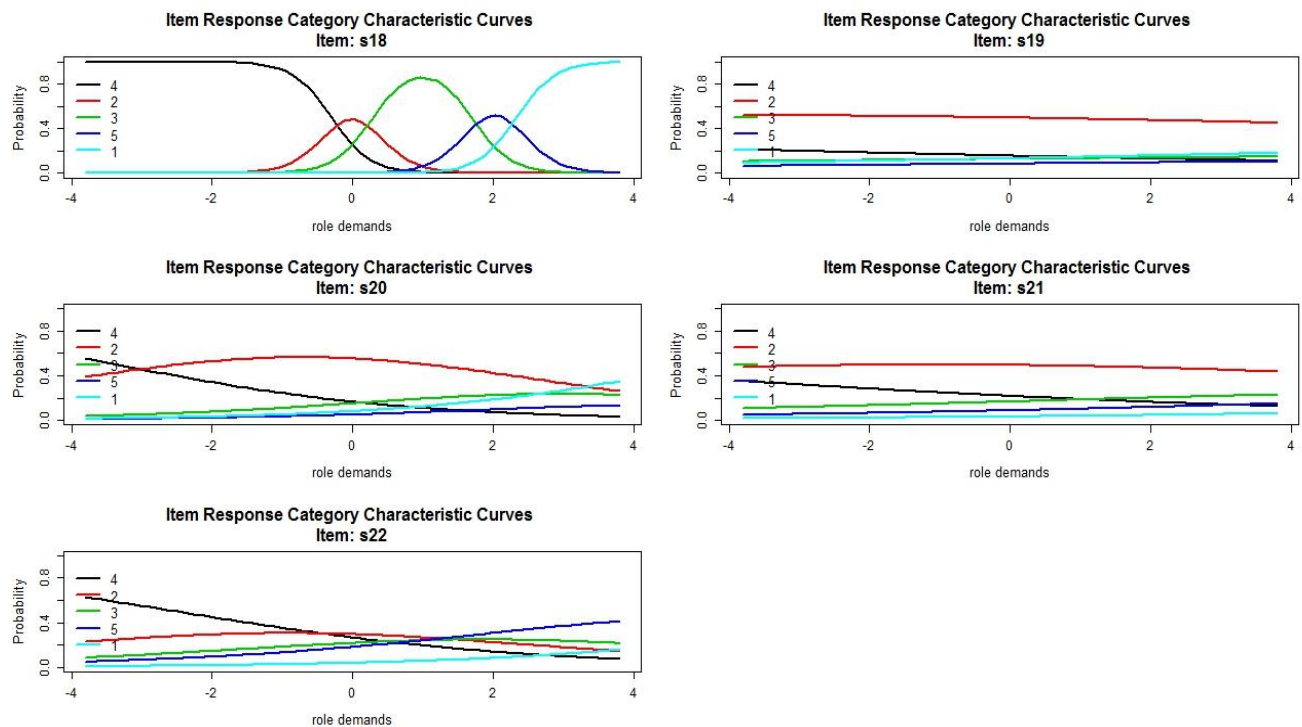 Item Response Category Characteristic Curves
Item: s18
Probability
0.0 0.4 0.8
4
2
3
5
1
-4 -2 0 2 4
role demands
Item Response Category Characteristic Curves
Item: s19
Probability
0.0 0.4 0.8
4
2
3
5
1
-4 -2 0 2 4
role demands
Item Response Category Characteristic Curves
Item: s20
Probability
0.0 0.4 0.8
4
2
3
5
1
-4 -2 0 2 4
role demands
Item Response Category Characteristic Curves
Item: s21
Probability
0.0 0.4 0.8
4
2
3
5
1
-4 -2 0 2 4
role demands
Item Response Category Characteristic Curves
Item: s22
Probability
0.0 0.4 0.8
4
2
3
5
1
-4 -2 0 2 4
role demands